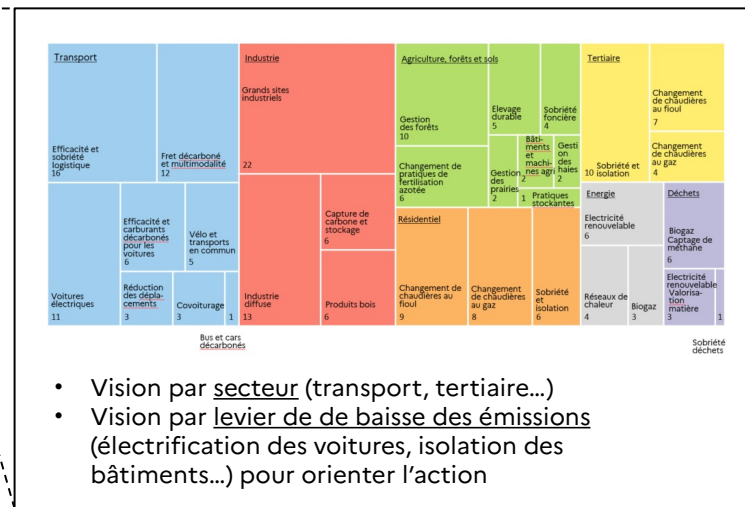 Transport
Efficacité et
sobriété
logistique
16
Fret décarboné
et multimodalité
12
Voitures
électriques
11
Efficacité et
carburants
décarbonés
pour les
voitures
6
Vélo et
transports
en commun
5
Réduction
des dépla-
cements
3
Covoiturage
3
1
Bus et cars
décarbonés
Industrie
Grands sites
industriels
22
Industrie
diffuse
13
Capture de
carbone et
stockage
6
Produits bois
6
Agriculture, forêts et sols
Gestion
des forêts
10
Changement de
pratiques de
fertilisation
azotée
6
Elevage
durable
5
Sobriété
foncière
4
Gestion
des
prairies
2
Bâti-
ments
et
machi-
nes agri
2
Gesti
on
des
haies
2
1 Pratiques
stockantes
Résidentiel
Changement de
chaudières au
fioul
9
Changement
de chaudières
au gaz
8
Sobriété
et
isolation
6
Tertiaire
10 Sobriété et
isolation
Changement
de chaudières
au fioul
7
Changement
de chaudières
au gaz
4
Energie
Electricité
renouvelable
6
Réseaux de
chaleur
4
Biogaz
3
Déchets
Biogaz
Captage de
méthane
6
Electricité
renouvelable
Valorisa-
tion
matière
3
1
Sobriété
déchets
• Vision par secteur (transport, tertiaire…)
• Vision par levier de de baisse des émissions
(électrification des voitures, isolation des
bâtiments…) pour orienter l’action